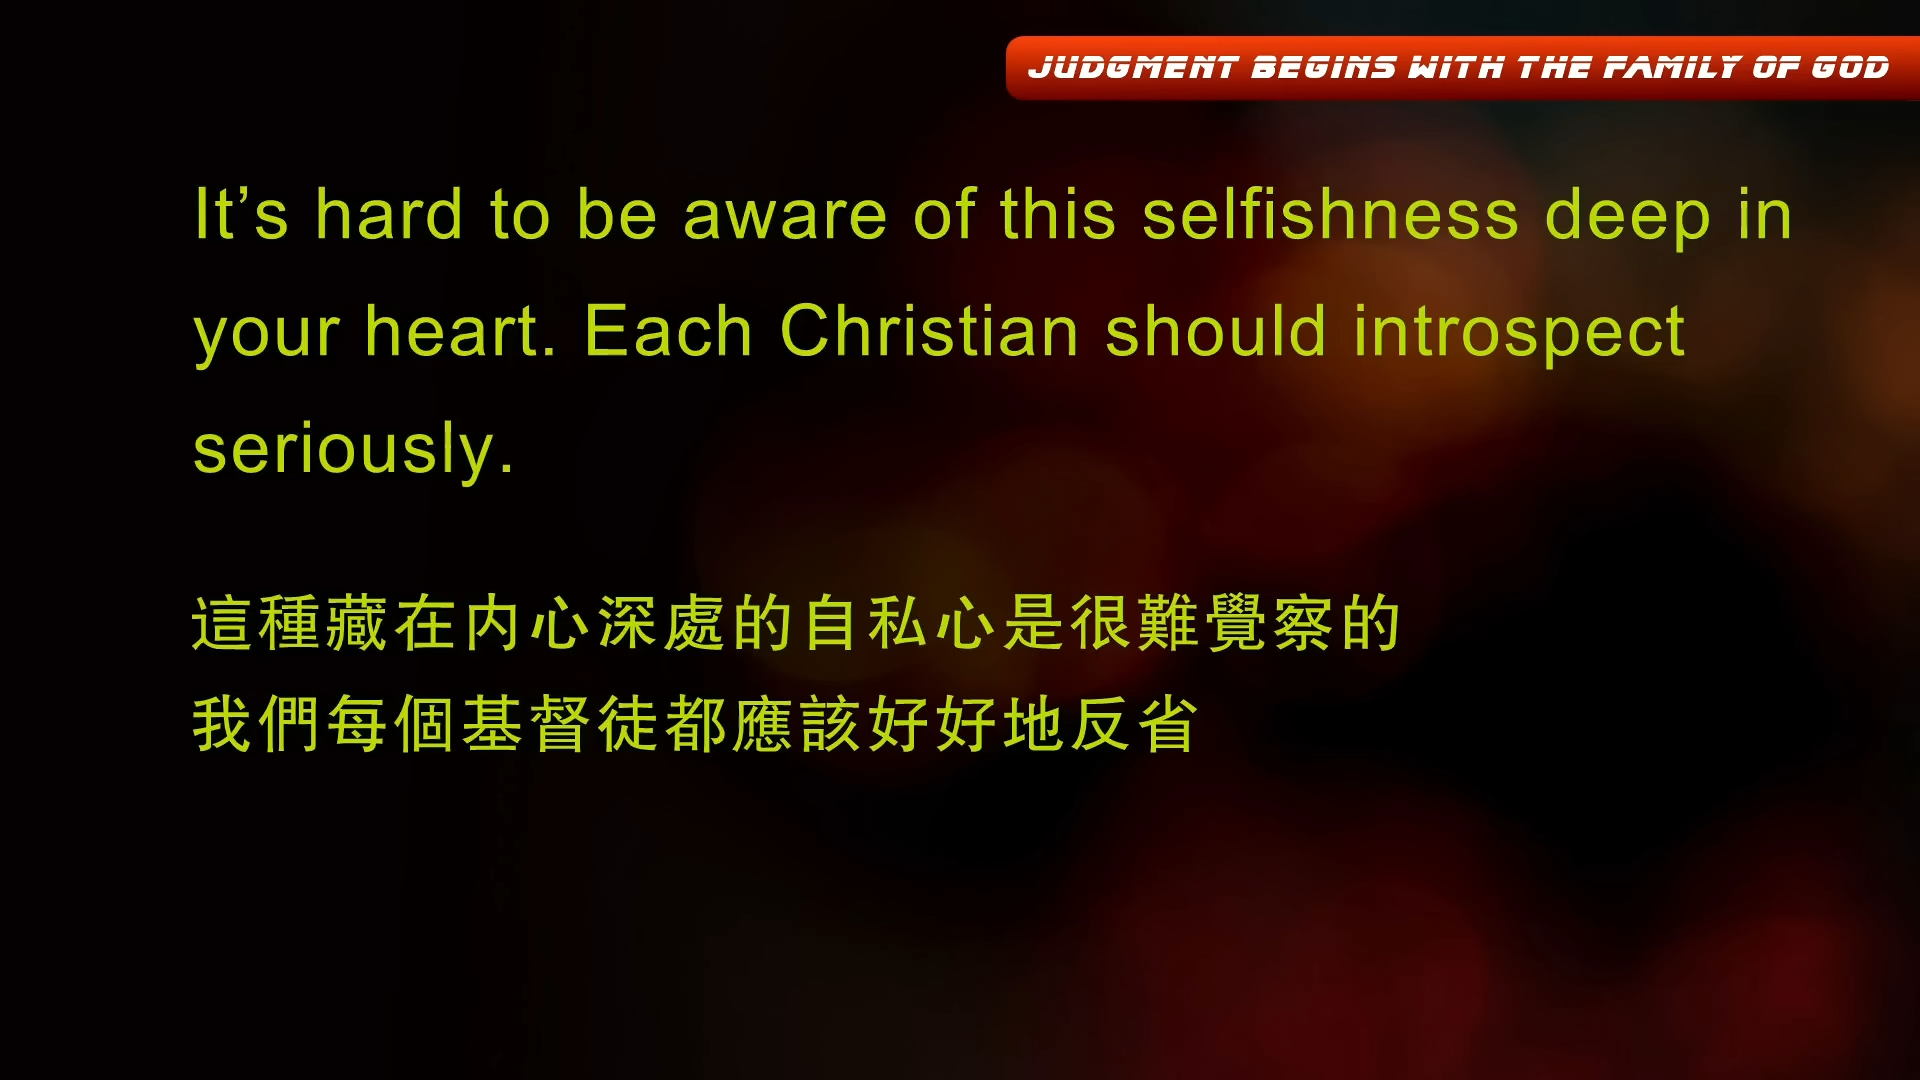 JUDGMENT BEGINS WITH THE FAMILY OF GOD
It’s hard to be aware of this selfishness deep in
your heart. Each Christian should introspect
seriously.
這種藏在内心深處的自私心是很難覺察的
我們每個基督徒都應該好好地反省